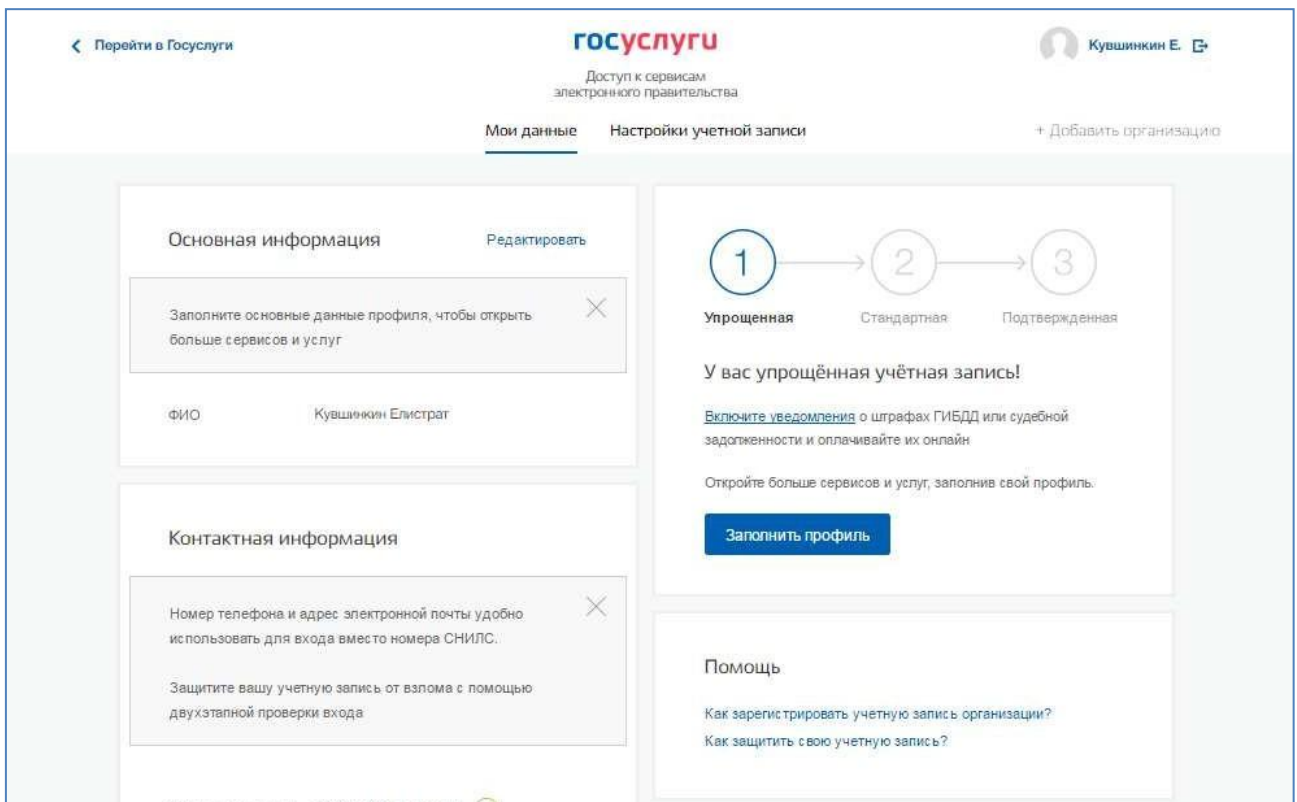 Перейти в Госуслуги
госуслуги
Кувшинкин Е.
Доступ к сервисам
электронного правительства
Мои данные
Настройки учетной записи
+ Добавить организацию
Основная информация
Редактировать
Заполните основные данные профиля, чтобы открыть
больше сервисов и услуг
ФИО
Кувшинкин Елистрат
Контактная информация
Номер телефона и адрес электронной почты удобно
использовать для входа вместо номера СНИЛС.
Защитите вашу учетную запись от взлома с помощью
двухэтапной проверки входа
1
2
3
Упрощенная
Стандартная
Подтвержденная
У вас упрощённая учётная запись!
Включите уведомления о штрафах ГИБДД или судебной
задолженности и оплачивайте их онлайн
Откройте больше сервисов и услуг, заполнив свой профиль.
Заполнить профиль
Помощь
Как зарегистрировать учетную запись организации?
Как защитить свою учетную запись?